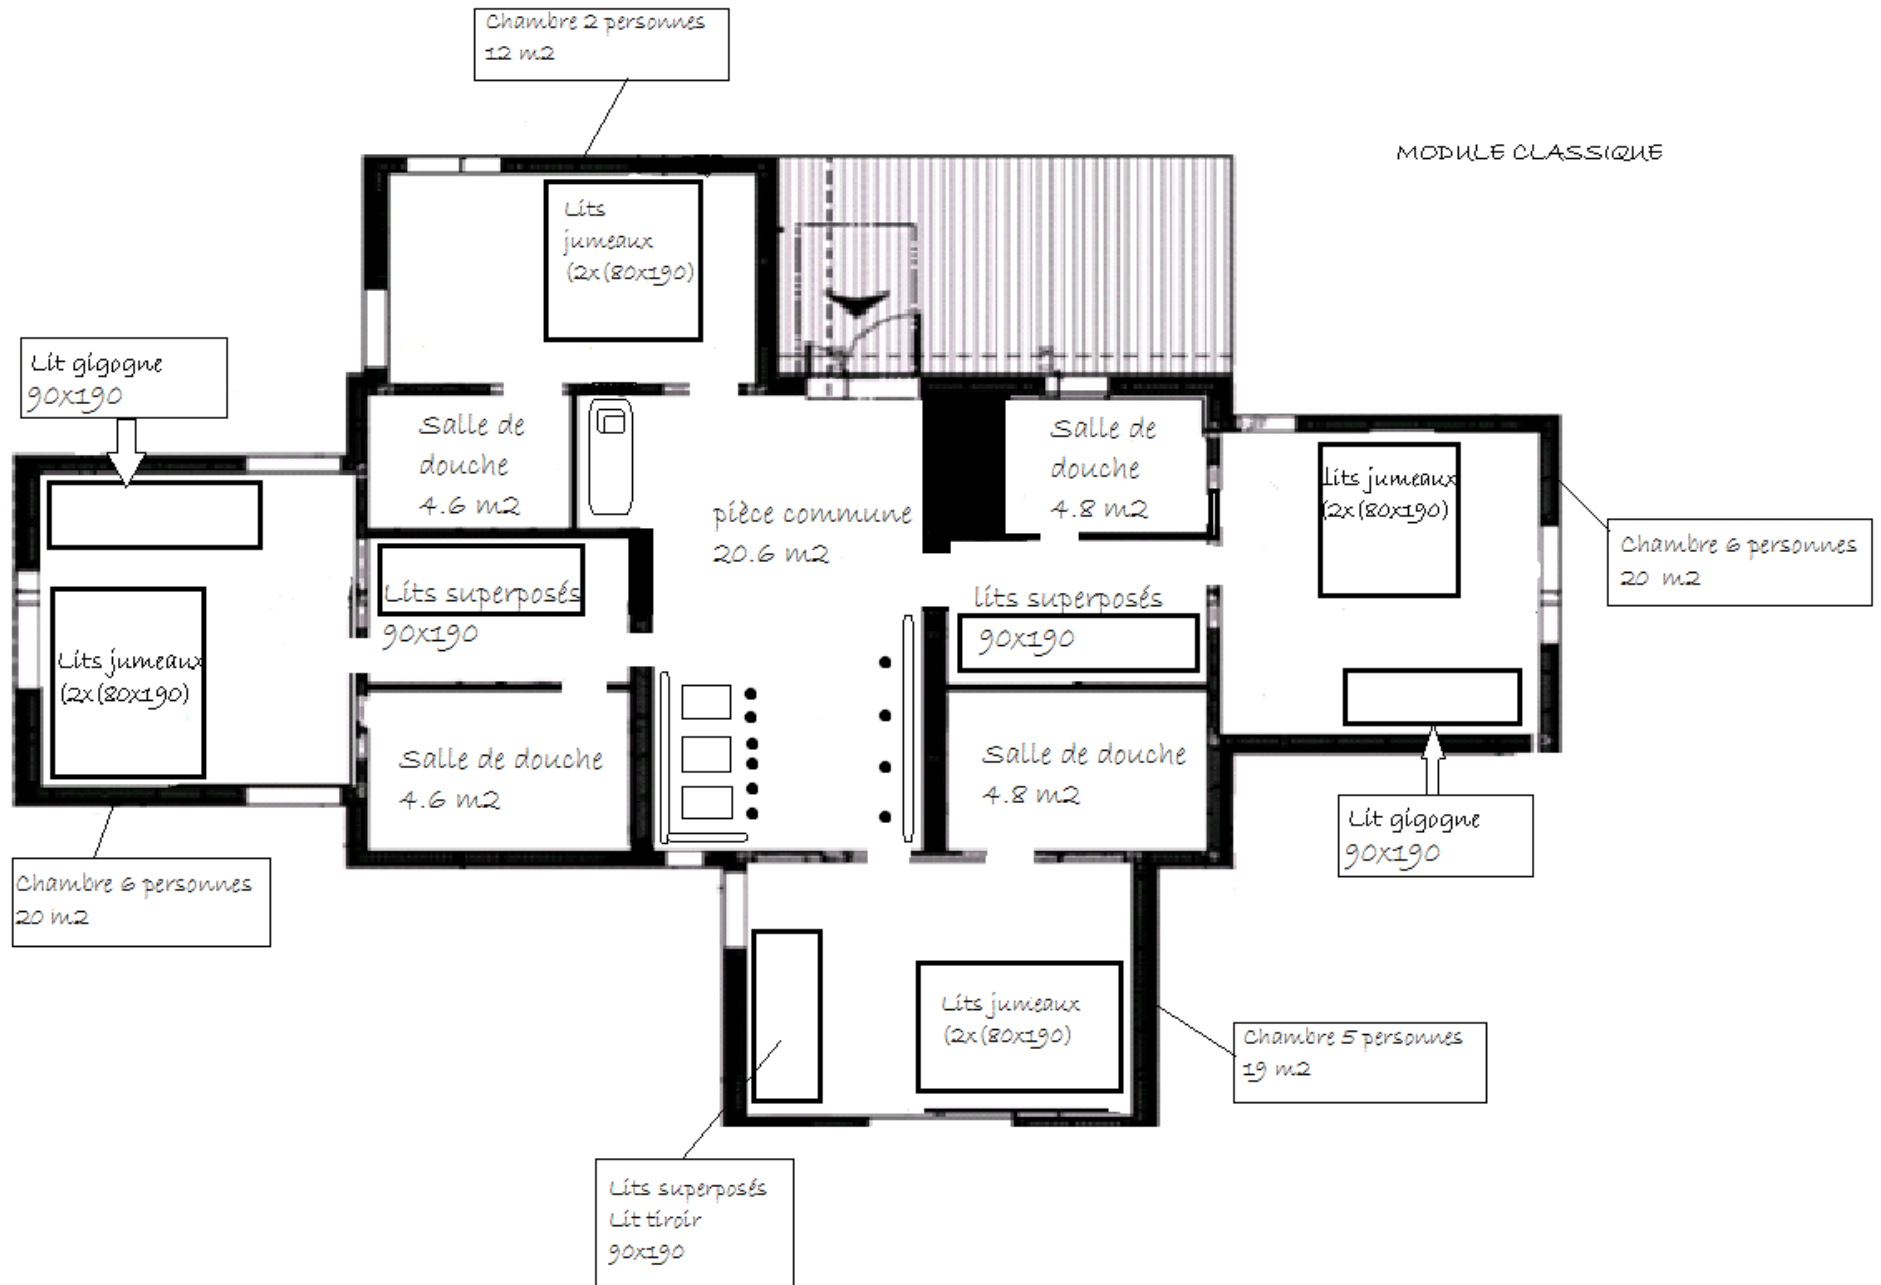 Chambre 2 personnes
12 m2
MODULE CLASSIQUE
Lits
jumeaux
(2x(80x190)
Lit gigogne
90x190
Salle de
douche
4.6 m2
pièce commune
20.6 m2
Salle de
douche
4.8 m2
Lits jumeaux
(2x(80x190)
Chambre 6 personnes
20 m2
Lits superposés
90x190
lits superposés
90x190
Lits jumeaux
(2x(80x190)
Salle de douche
4.6 m2
Salle de douche
4.8 m2
Lit gigogne
90x190
Chambre 6 personnes
20 m2
Lits jumeaux
(2x(80x190)
Chambre 5 personnes
19 m2
Lits superposés
Lit tiroir
90x190